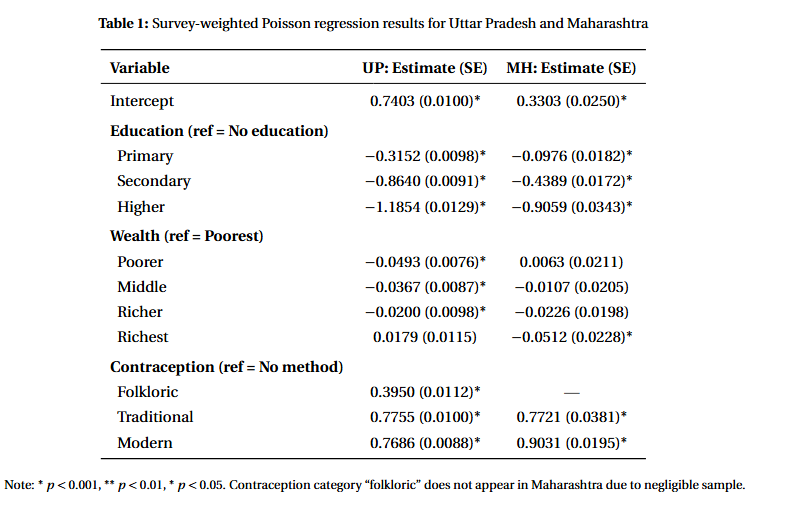 Table 1: Survey-weighted Poisson regression results for Uttar Pradesh and Maharashtra
Variable UP: Estimate (SE) MH: Estimate (SE)
Intercept 0.7403 (0.0100)* 0.3303 (0.0250)*
Education (ref = No education)
Primary −0.3152 (0.0098)* −0.0976 (0.0182)*
Secondary −0.8640 (0.0091)* −0.4389 (0.0172)*
Higher −1.1854 (0.0129)* −0.9059 (0.0343)*
Wealth (ref = Poorest)
Poorer −0.0493 (0.0076)* 0.0063 (0.0211)
Middle −0.0367 (0.0087)* −0.0107 (0.0205)
Richer −0.0200 (0.0098)* −0.0226 (0.0198)
Richest 0.0179 (0.0115) −0.0512 (0.0228)*
Contraception (ref = No method)
Folkloric 0.3950 (0.0112)* —
Traditional 0.7755 (0.0100)* 0.7721 (0.0381)*
Modern 0.7686 (0.0088)* 0.9031 (0.0195)*
Note: * p < 0.001, ** p < 0.01, * p < 0.05. Contraception category “folkloric” does not appear in Maharashtra due to negligible sample.